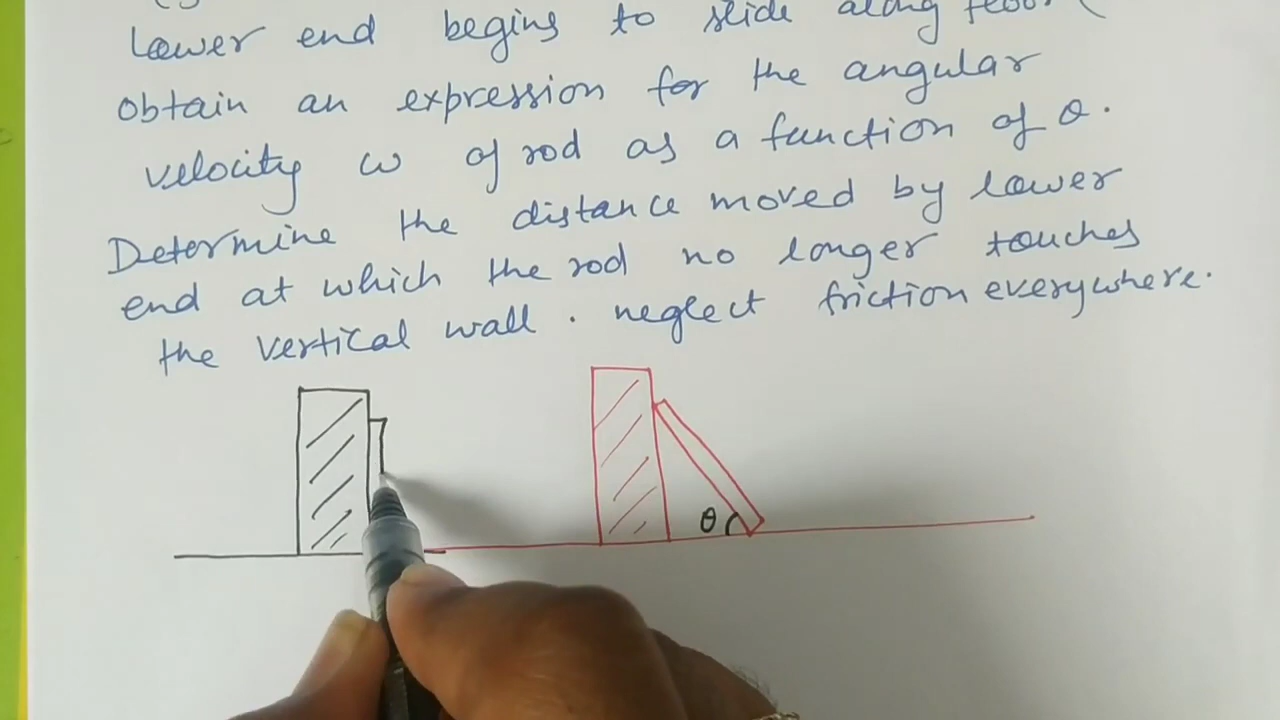 Lower end begins to slide along
obtain an expression for the angular
velocity ω of rod as a function of θ.
Determine the distance moved by lower
end at which the rod no longer touches
the vertical wall. neglect friction everywhere.
θ